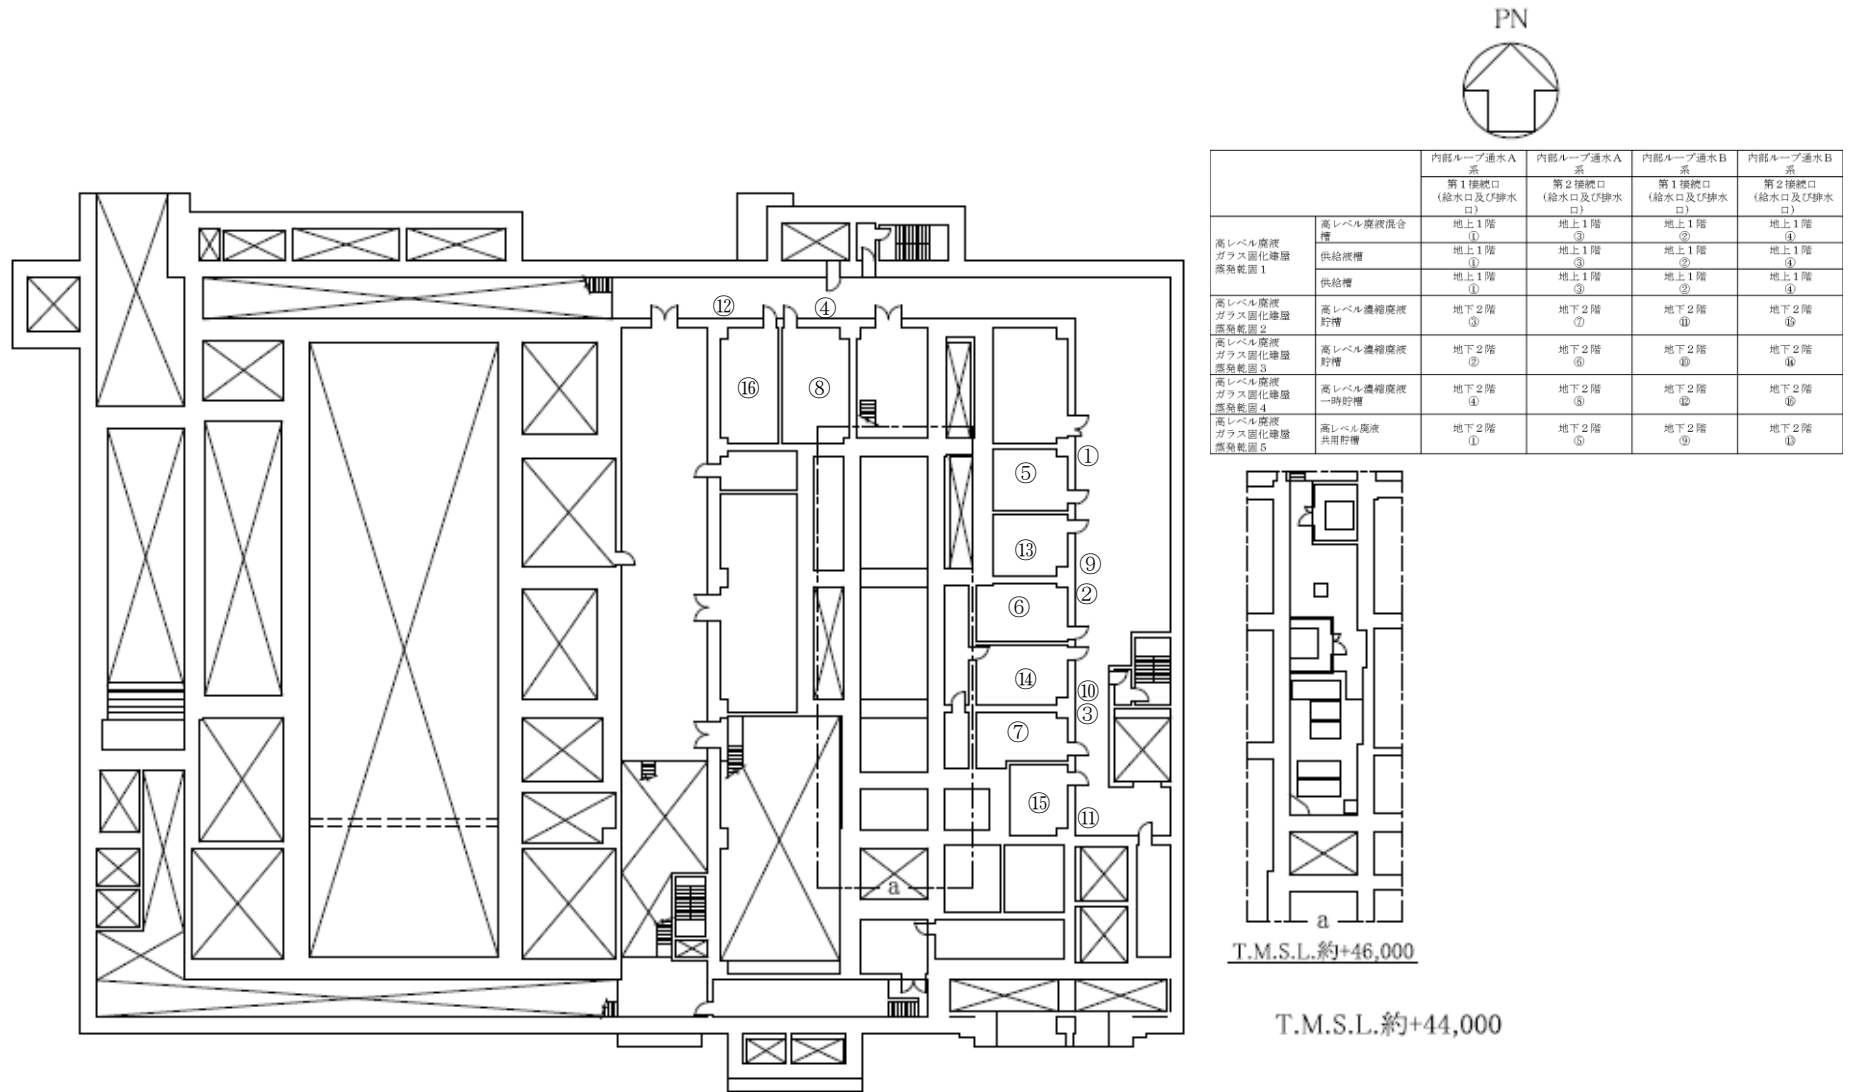 PN
内部ループ通水A系
内部ループ通水A系
内部ループ通水B系
内部ループ通水B系
第1接続口(給水口及び排水口)
第2接続口(給水口及び排水口)
第1接続口(給水口及び排水口)
第2接続口(給水口及び排水口)
高レベル廃液
ガラス固化建屋
蒸発乾固1
高レベル廃液混合槽
地上1階①
地上1階③
地上1階②
地上1階④
供給液槽
地上1階①
地上1階③
地上1階②
地上1階④
供給槽
地上1階①
地上1階③
地上1階②
地上1階④
高レベル廃液
ガラス固化建屋
蒸発乾固2
高レベル濃縮廃液貯槽
地下2階③
地下2階⑦
地下2階⑪
地下2階⑮
高レベル廃液
ガラス固化建屋
蒸発乾固3
高レベル濃縮廃液貯槽
地下2階②
地下2階⑥
地下2階⑩
地下2階⑭
高レベル廃液
ガラス固化建屋
蒸発乾固4
高レベル濃縮廃液一時貯槽
地下2階④
地下2階⑧
地下2階⑫
地下2階⑯
高レベル廃液
ガラス固化建屋
蒸発乾固5
高レベル廃液共用貯槽
地下2階①
地下2階⑤
地下2階⑨
地下2階⑬
⑫
④
⑯
⑧
①
⑤
⑬
⑨
②
⑥
⑭
⑩
③
⑦
⑮
⑪
a
a
T.M.S.L.約+46,000
T.M.S.L.約+44,000